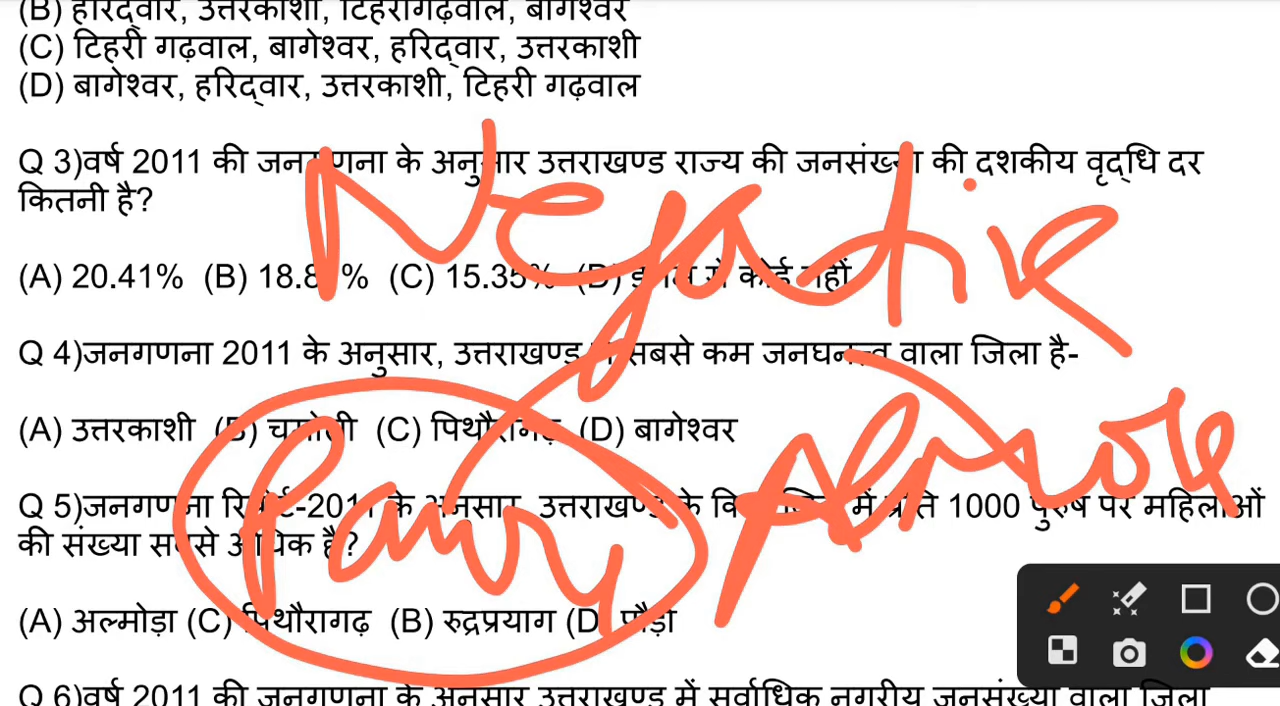 (B) हरिद्वार, उत्तरकाशी, टिहरीगढ़वाल, बागेश्वर
(C) टिहरी गढ़वाल, बागेश्वर, हरिद्वार, उत्तरकाशी
(D) बागेश्वर, हरिद्वार, उत्तरकाशी, टिहरी गढ़वाल
Q 3)वर्ष 2011 की जनगणना के अनुसार उत्तराखण्ड राज्य की जनसंख्या की दशकीय वृद्धि दर
कितनी है?
Negative
(A) 20.41% (B) 18.8 % (C) 15.35% (D) इनमें से कोई नहीं
Q 4)जनगणना 2011 के अनुसार, उत्तराखण्ड में सबसे कम जनघनत्व वाला जिला है-
(A) उत्तरकाशी (B) चमोली (C) पिथौरागढ़ (D) बागेश्वर
Paury Almora
Q 5)जनगणना रिपोर्ट-2011 के अनुसार, उत्तराखण्ड के किस जिले में प्रति 1000 पुरुष पर महिलाओं
की संख्या सबसे अधिक है?
(A) अल्मोड़ा (C) पिथौरागढ़ (B) रुद्रप्रयाग (D) पौड़ी
Q 6)वर्ष 2011 की जनगणना के अनुसार उत्तराखण्ड में सर्वाधिक नगरीय जनसंख्या वाला जिला